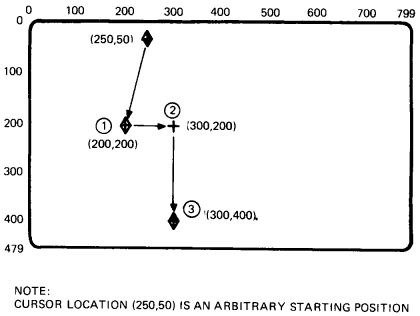 0 100 200 300 400 500 600 700 799
0
(250,50)
100
②
200 ① (300,200)
(200,200)
300
③ (300,400)
400
479
NOTE:
CURSOR LOCATION (250,50) IS AN ARBITRARY STARTING POSITION